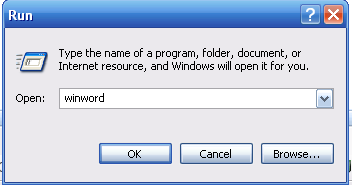 Run
Type the name of a program, folder, document, or
Internet resource, and Windows will open it for you.
Open: winword
OK Cancel Browse...